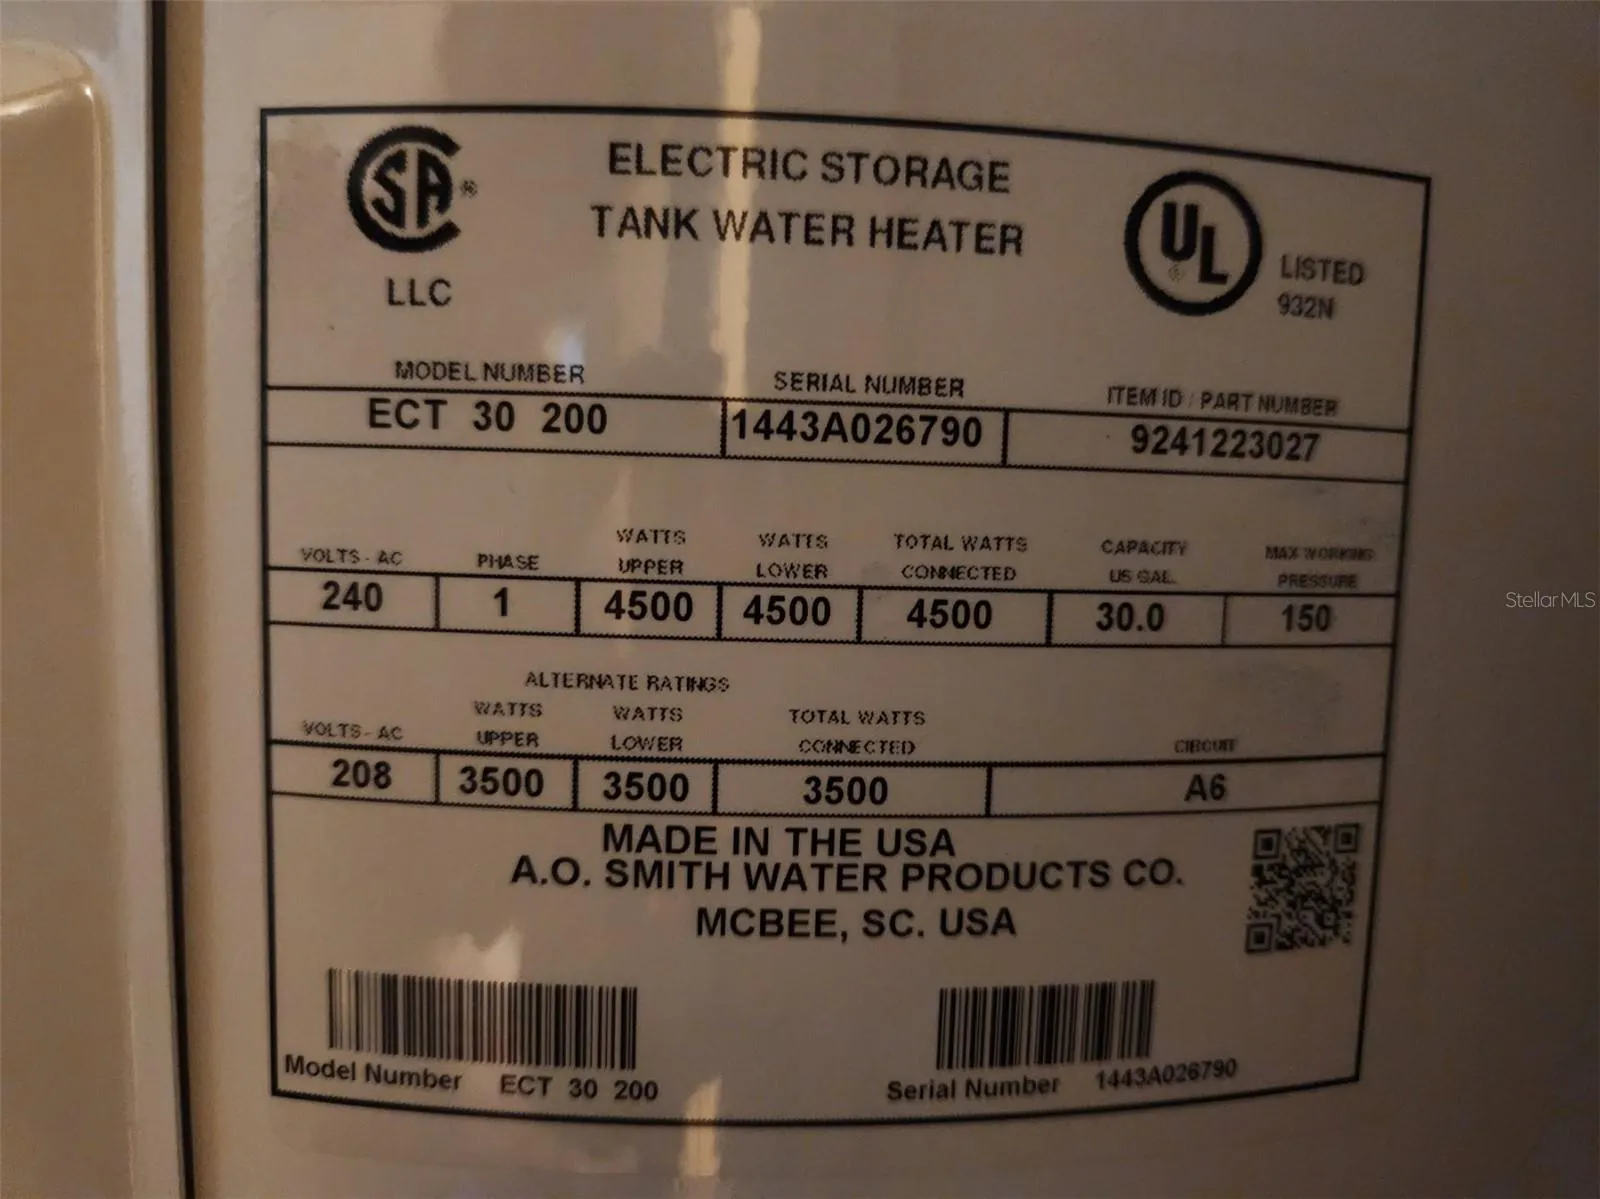 SA®
LLC
ELECTRIC STORAGE
TANK WATER HEATER
UL®
LISTED
932N
MODEL NUMBER
SERIAL NUMBER
ITEM ID / PART NUMBER
ECT 30 200
1443A026790
9241223027
VOLTS - AC
PHASE
WATTS UPPER
WATTS LOWER
TOTAL WATTS CONNECTED
CAPACITY US GAL.
MAX WORKING PRESSURE
240
1
4500
4500
4500
30.0
150
ALTERNATE RATINGS
VOLTS - AC
WATTS UPPER
WATTS LOWER
TOTAL WATTS CONNECTED
CIRCUIT
208
3500
3500
3500
A6
MADE IN THE USA
A.O. SMITH WATER PRODUCTS CO.
MCBEE, SC. USA
Model Number ECT 30 200
Serial Number 1443A026790
Stellar MLS